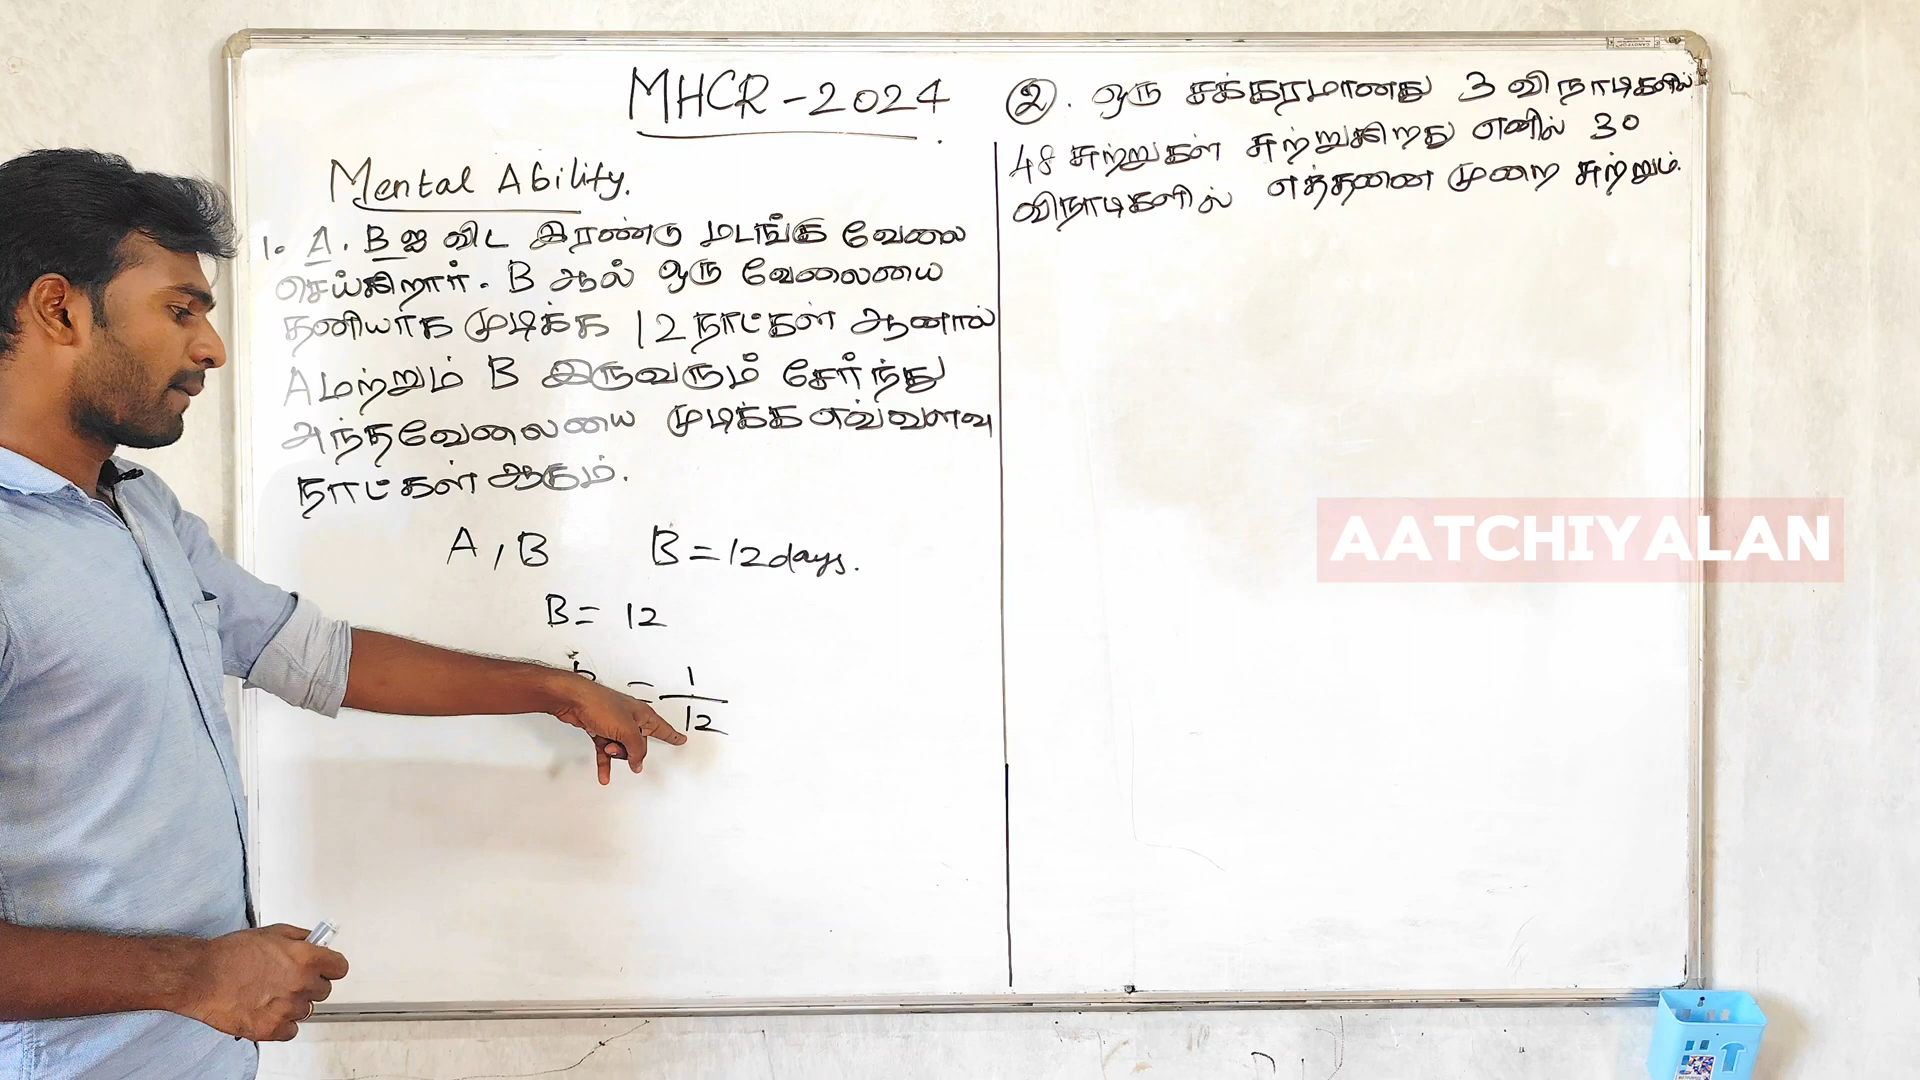 MHCR - 2024
Mental Ability.
1. A. B ஐ விட இரண்டு மடங்கு வேலை
செய்கிறார். B ஆல் ஒரு வேலையை
தனியாக முடிக்க 12 நாட்கள் ஆனால்
A மற்றும் B இருவரும் சேர்ந்து
அந்தவேலையை முடிக்க எவ்வளவு
நாட்கள் ஆகும்.
A, B B = 12 days.
B = 12
= 1/12
2. ஒரு சக்கரமானது 3 விநாடிகளில்
48 சுற்றுகள் சுற்றுகிறது எனில் 30
விநாடிகளில் எத்தனை முறை சுற்றும்.
AATCHIYALAN